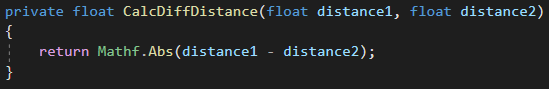 private float CalcDiffDistance(float distance1, float distance2)
{
    return Mathf.Abs(distance1 - distance2);
}